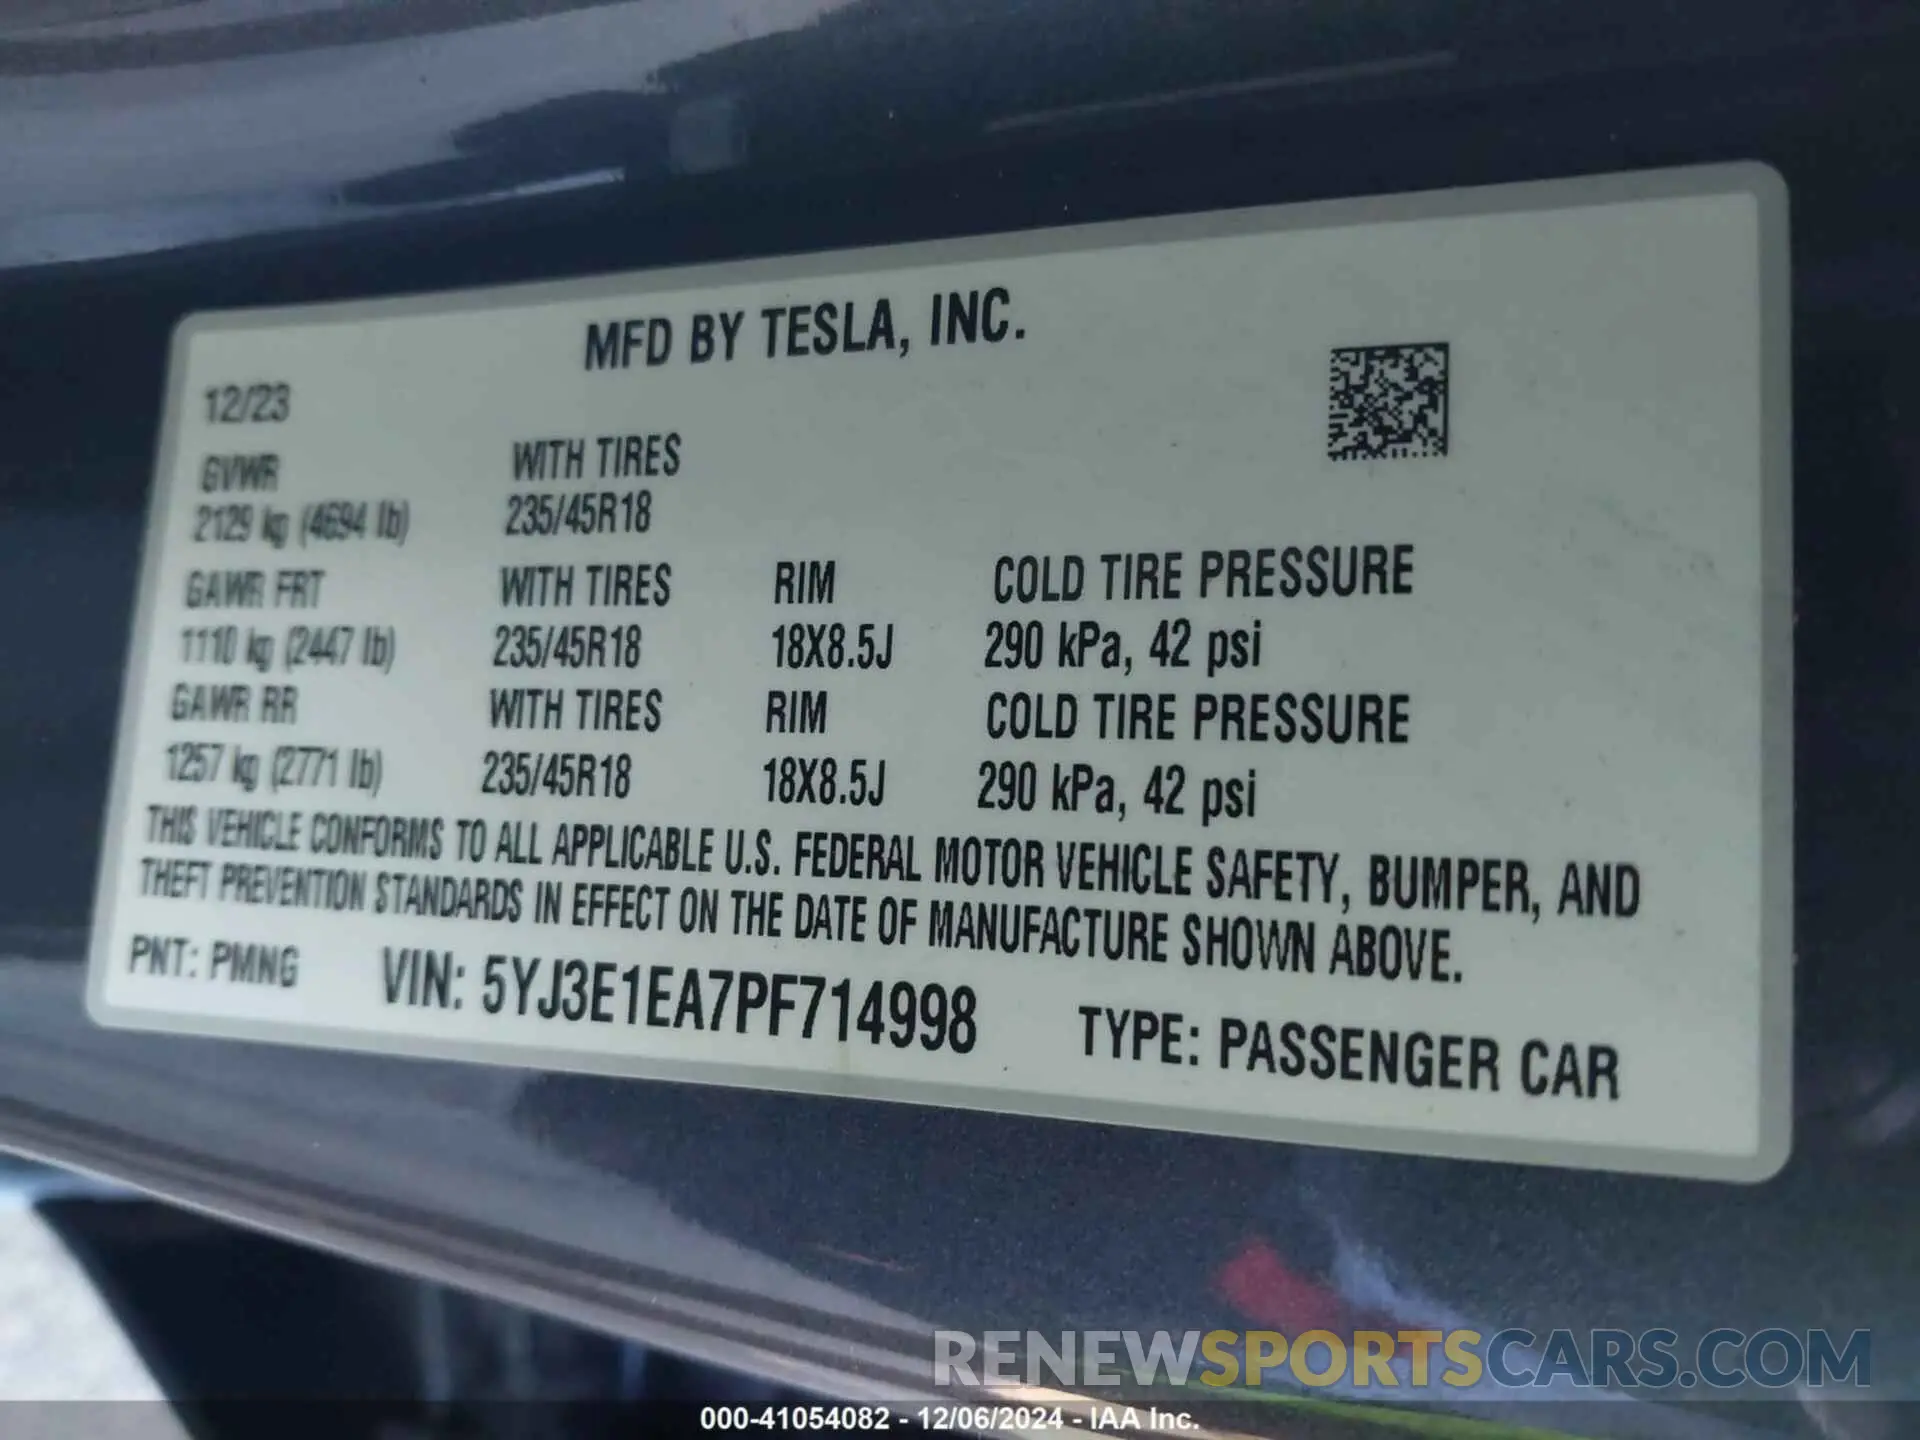 MFD BY TESLA, INC.
12/23
GVWR WITH TIRES
2129 kg (4694 lb) 235/45R18
GAWR FRT WITH TIRES RIM COLD TIRE PRESSURE
1110 kg (2447 lb) 235/45R18 18X8.5J 290 kPa, 42 psi
GAWR RR WITH TIRES RIM COLD TIRE PRESSURE
1257 kg (2771 lb) 235/45R18 18X8.5J 290 kPa, 42 psi
THIS VEHICLE CONFORMS TO ALL APPLICABLE U.S. FEDERAL MOTOR VEHICLE SAFETY, BUMPER, AND
THEFT PREVENTION STANDARDS IN EFFECT ON THE DATE OF MANUFACTURE SHOWN ABOVE.
PNT: PMNG VIN: 5YJ3E1EA7PF714998 TYPE: PASSENGER CAR
RENEWSPORTSCARS.COM
000-41054082 - 12/06/2024 - IAA Inc.